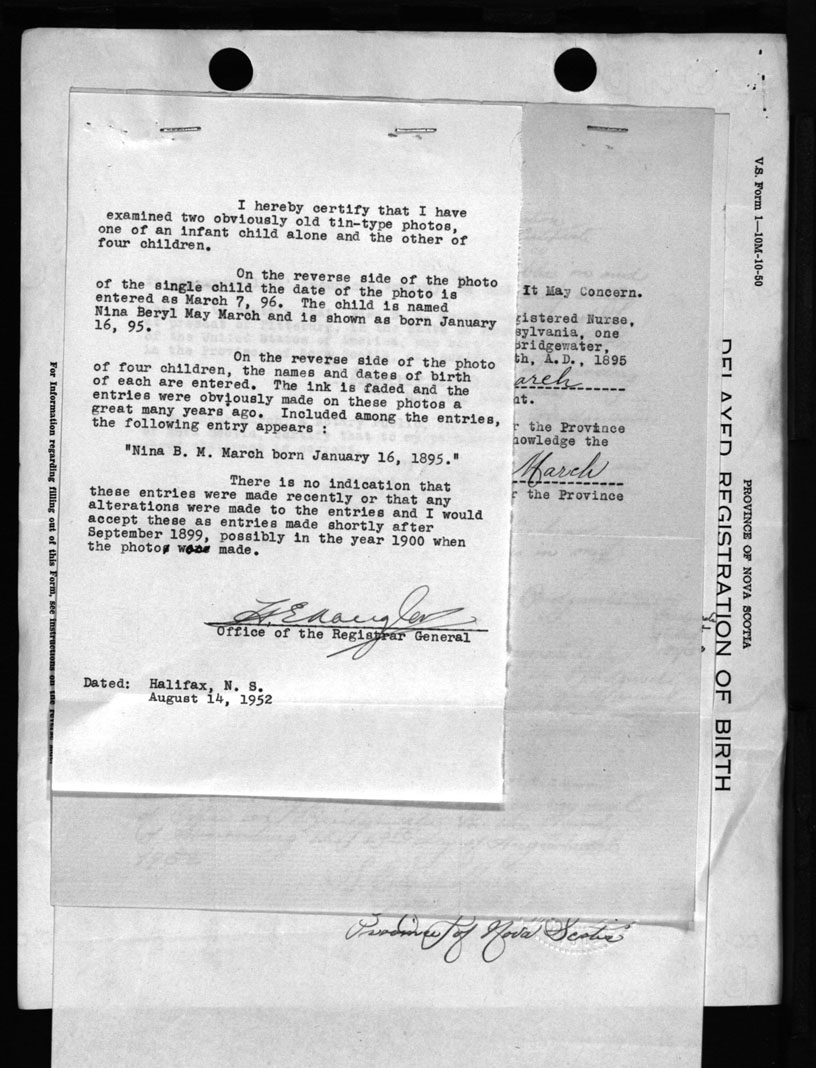 I hereby certify that I have
examined two obviously old tin-type photos,
one of an infant child alone and the other of
four children.
On the reverse side of the photo
of the single child the date of the photo is
entered as March 7, 96. The child is named
Nina Beryl May March and is shown as born January
16, 95.
On the reverse side of the photo
of four children, the names and dates of birth
of each are entered. The ink is faded and the
entries were obviously made on these photos a
great many years ago. Included among the entries,
the following entry appears :
"Nina B. M. March born January 16, 1895."
There is no indication that
these entries were made recently or that any
alterations were made to the entries and I would
accept these as entries made shortly after
September 1899, possibly in the year 1900 when
the photo was made.
Office of the Registrar General
Dated: Halifax, N. S.
August 14, 1952
It May Concern.
gistered Nurse,
sylvania, one
Bridgewater,
th, A.D., 1895
March
nt.
r the Province
nowledge the
March
r the Province
Province of Nova Scotia
V.S. Form 1—10M-10-50
PROVINCE OF NOVA SCOTIA
DELAYED REGISTRATION OF BIRTH
For Information regarding filling out of this Form, see instructions on the reverse